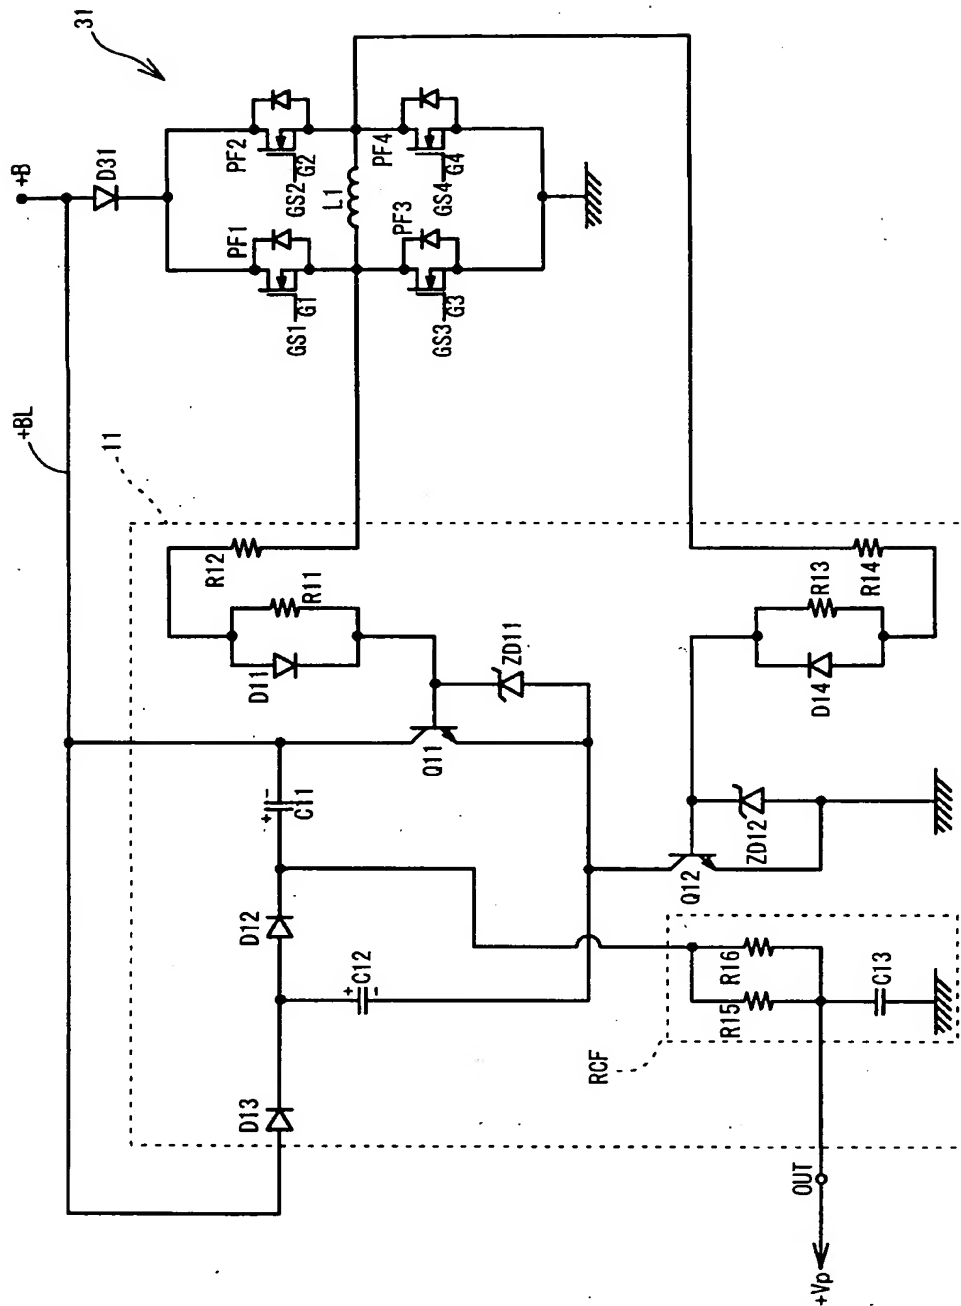 31
+B
D31
PF2
PF4
GS2
G2
GS4
G4
L1
PF1
PF3
GS1
G1
GS3
G3
+BL
11
R12
R11
D11
ZD11
R13
R14
D14
Q11
C11
ZD12
Q12
D12
C12
R16
R15
C13
RCF
D13
OUT
+Vp